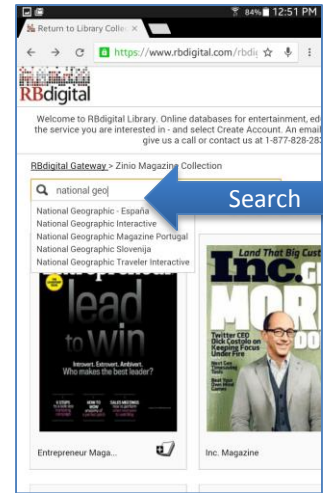 84% 12:51 PM
Return to Library Collec ×
https://www.rbdigital.com/rbdig
RBdigital
Welcome to RBdigital Library. Online databases for entertainment, ed
the service you are interested in - and select Create Account. An email
give us a call or contact us at 1-877-828-283
RBdigital Gateway > Zinio Magazine Collection
national geo
Search
National Geographic - España
National Geographic Interactive
National Geographic Magazine Portugal
National Geographic Slovenija
National Geographic Traveler Interactive
lead
to win
Introvert. Extrovert. Ambivert.
Who makes the best leader?
Land That Big Cust
Inc.
MOR
DO
Twitter CEO
Dick Costolo on
Keeping Focus
Under Fire
Entrepreneur Maga...
Inc. Magazine